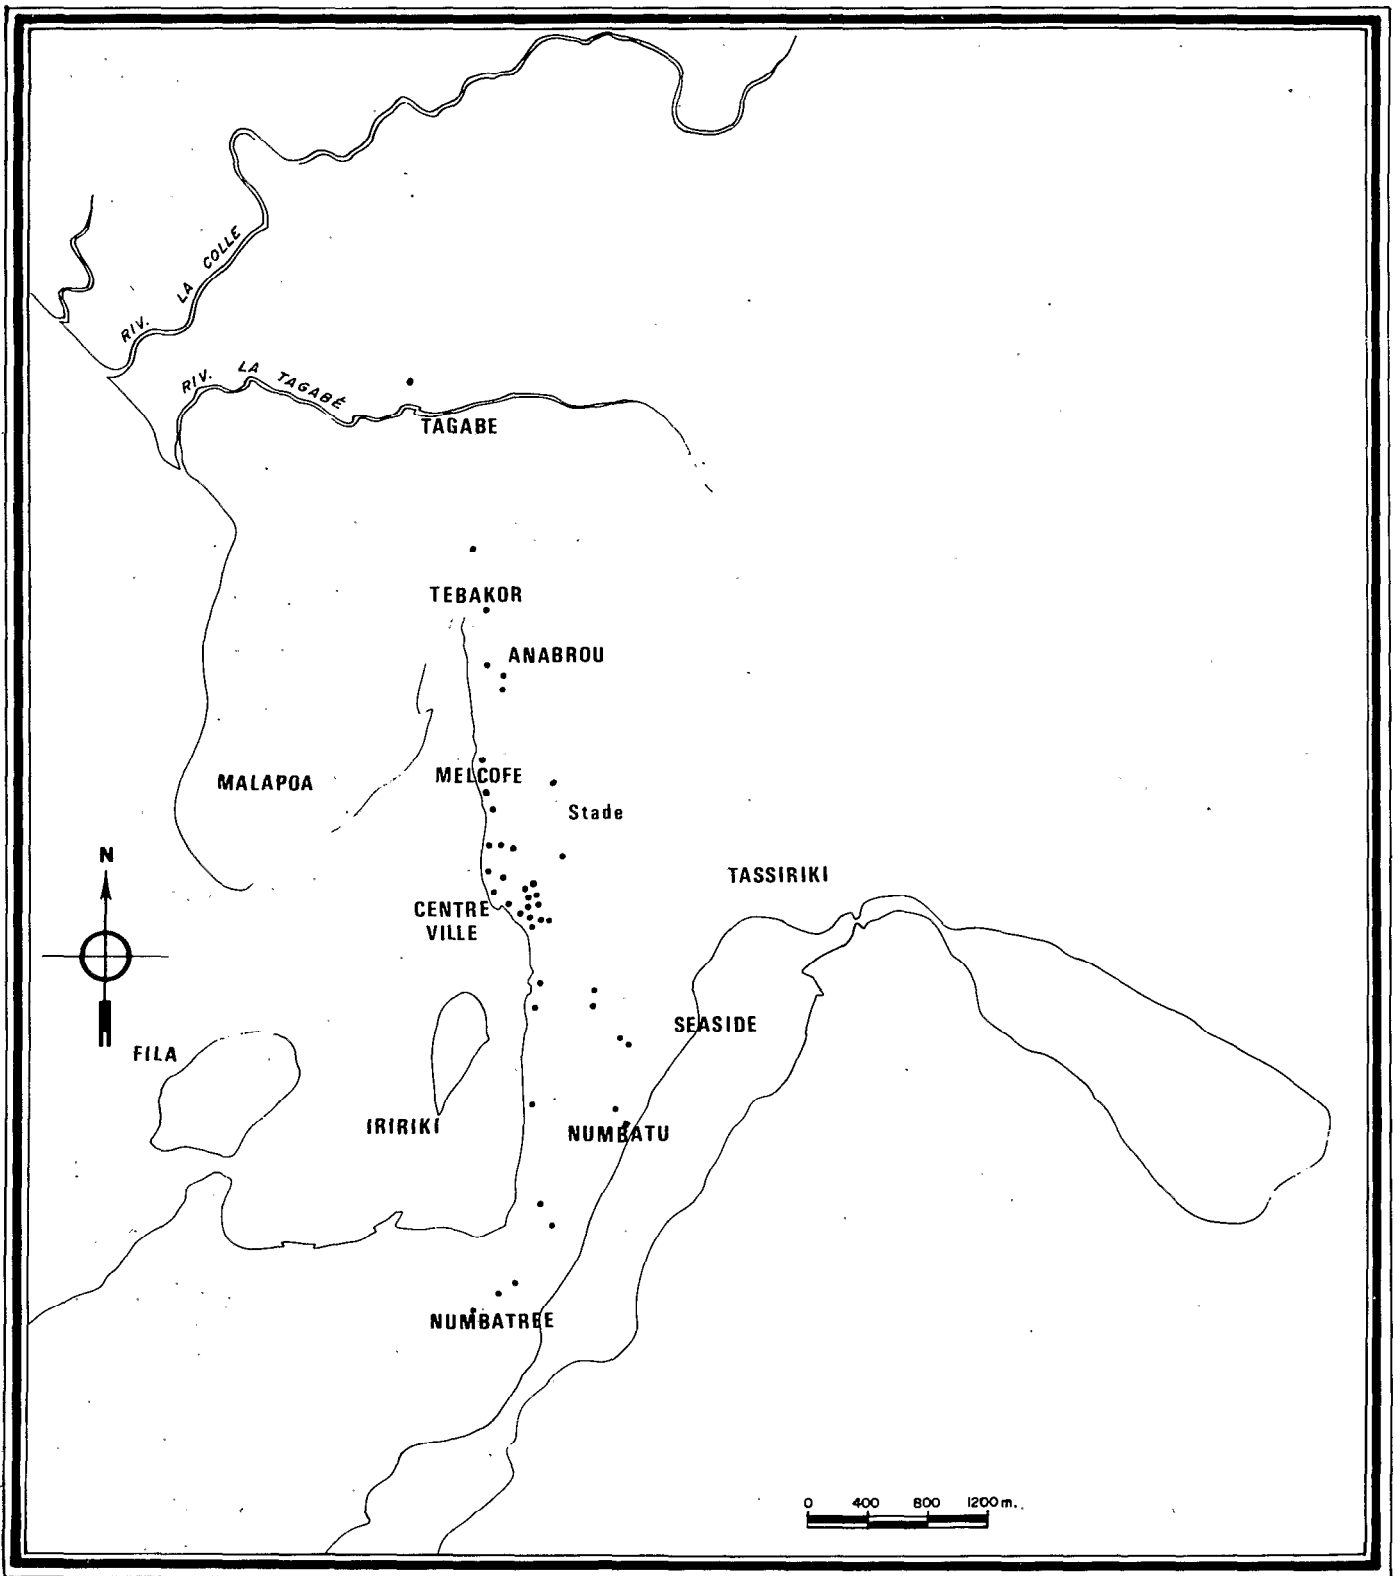 RIV. LA COLLE
RIV. LA TAGABÉ
TAGABE
TEBAKOR
ANABROU
MELCOFE
MALAPOA
Stade
N
TASSIRIKI
CENTRE
VILLE
SEASIDE
FILA
IRIRIKI
NUMBATU
NUMBATREE
0 400 800 1200 m.